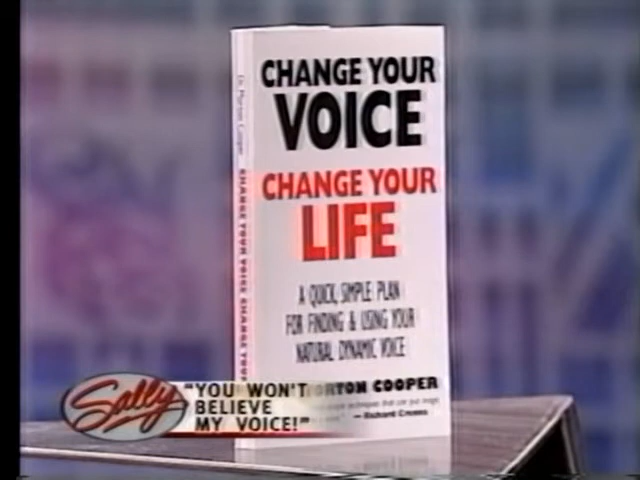 CHANGE YOUR
VOICE
CHANGE YOUR
LIFE
A QUICK, SIMPLE PLAN
FOR FINDING & USING YOUR
NATURAL DYNAMIC VOICE
MORTON COOPER
— Richard Crenna
Dr. Morton Cooper CHANGE YOUR VOICE CHANGE YOUR
Sally
"YOU WON'T
BELIEVE
MY VOICE!"